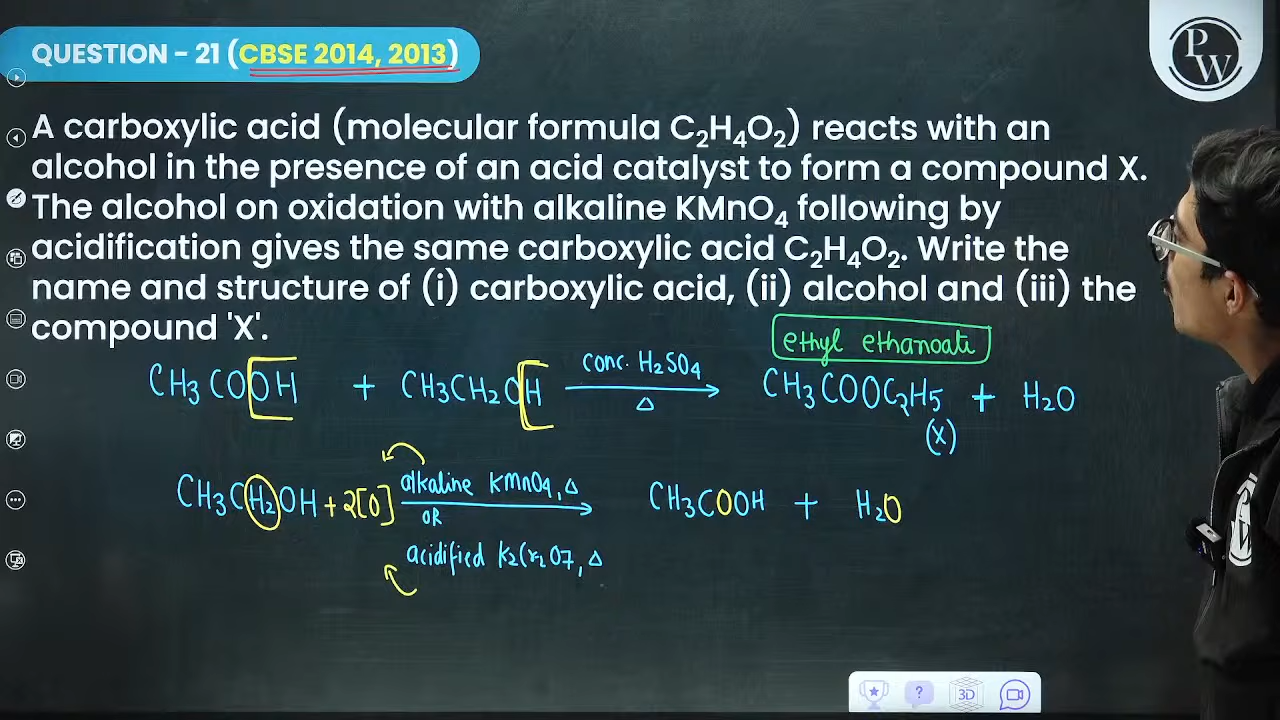 QUESTION - 21 (CBSE 2014, 2013)
PW
A carboxylic acid (molecular formula C₂H₄O₂) reacts with an
alcohol in the presence of an acid catalyst to form a compound X.
The alcohol on oxidation with alkaline KMnO₄ following by
acidification gives the same carboxylic acid C₂H₄O₂. Write the
name and structure of (i) carboxylic acid, (ii) alcohol and (iii) the
compound 'X'.
ethyl ethanoate
CH₃COOH + CH₃CH₂OH conc. H₂SO₄ Δ → CH₃COOC₂H₅ + H₂O
(X)
CH₃CH₂OH + 2[O] alkaline KMnO₄, Δ → CH₃COOH + H₂O
OR
acidified K₂Cr₂O₇, Δ
3D